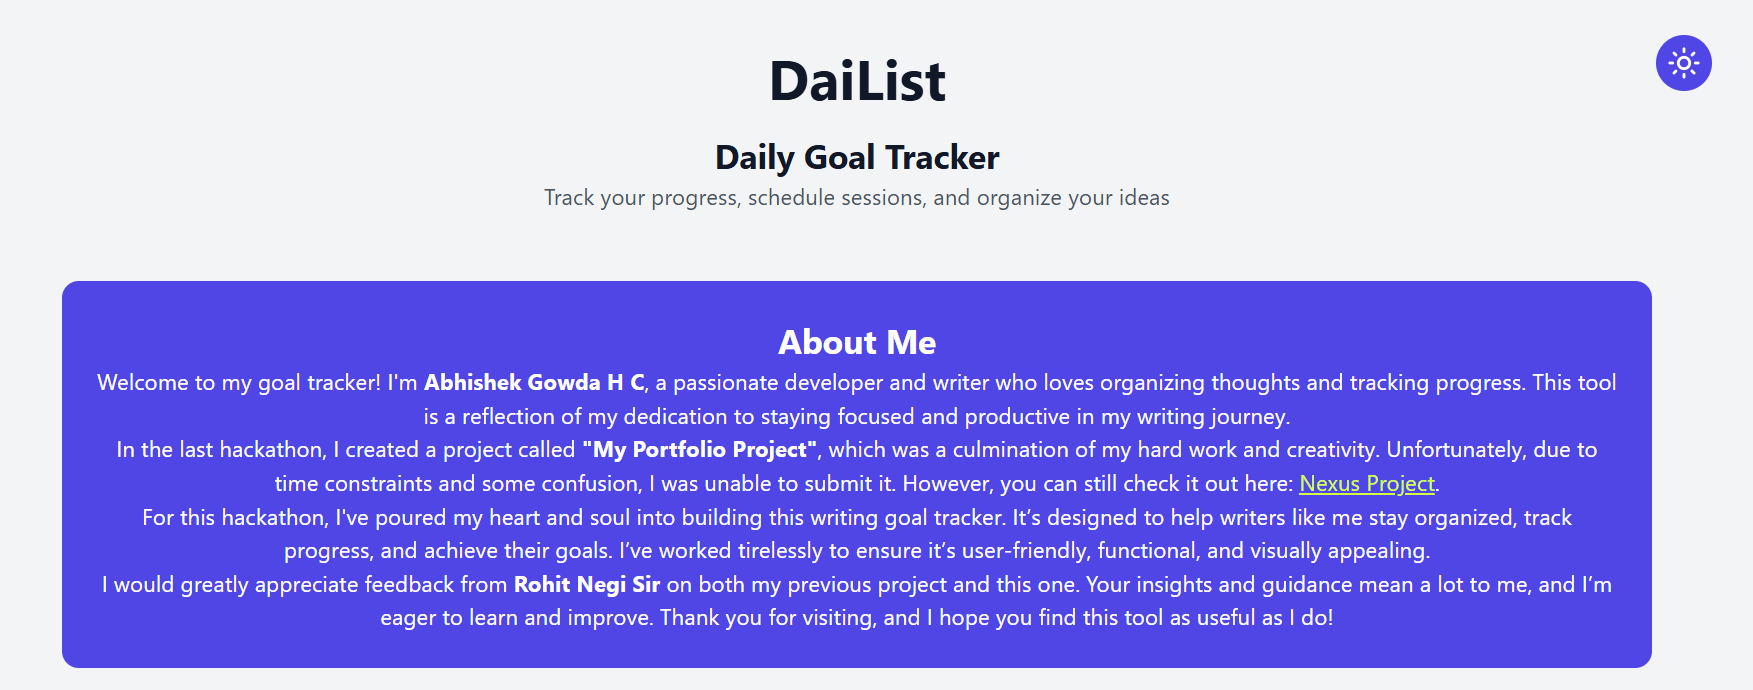 DaiList
Daily Goal Tracker
Track your progress, schedule sessions, and organize your ideas
About Me
Welcome to my goal tracker! I'm Abhishek Gowda H C, a passionate developer and writer who loves organizing thoughts and tracking progress. This tool
is a reflection of my dedication to staying focused and productive in my writing journey.
In the last hackathon, I created a project called "My Portfolio Project", which was a culmination of my hard work and creativity. Unfortunately, due to
time constraints and some confusion, I was unable to submit it. However, you can still check it out here: Nexus Project.
For this hackathon, I've poured my heart and soul into building this writing goal tracker. It’s designed to help writers like me stay organized, track
progress, and achieve their goals. I’ve worked tirelessly to ensure it’s user-friendly, functional, and visually appealing.
I would greatly appreciate feedback from Rohit Negi Sir on both my previous project and this one. Your insights and guidance mean a lot to me, and I’m
eager to learn and improve. Thank you for visiting, and I hope you find this tool as useful as I do!